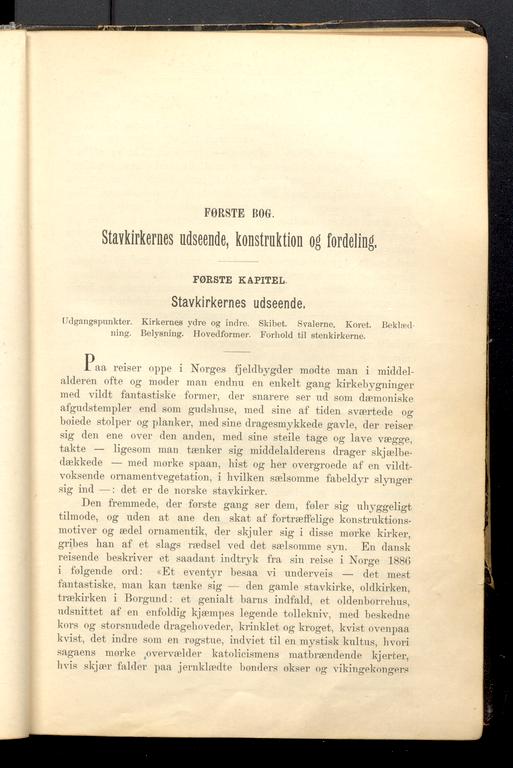 FØRSTE BOG.
Stavkirkernes udseende, konstruktion og fordeling.
FØRSTE KAPITEL.
Stavkirkernes udseende.
Udgangspunkter. Kirkernes ydre og indre. Skibet. Svalerne. Koret. Beklæd-
ning. Belysning. Hovedformer. Forhold til stenkirkerne.
Paa reiser oppe i Norges fjeldbygder mødte man i middel-
alderen ofte og møder man endnu en enkelt gang kirkebygninger
med vildt fantastiske former, der snarere ser ud som dæmoniske
afgudstempler end som gudshuse, med sine af tiden sværtede og
boiede stolper og planker, med sine dragesmykkede gavle, der reiser
sig den ene over den anden, med sine steile tage og lave vægge,
takte — ligesom man tænker sig middelalderens drager skjælbe-
dækkede — med mørke spaan, hist og her overgroede af en vildt-
voksende ornamentvegetation, i hvilken sælsomme fabeldyr slynger
sig ind —: det er de norske stavkirker.
Den fremmede, der første gang ser dem, føler sig uhyggeligt
tilmode, og uden at ane den skat af fortræffelige konstruktions-
motiver og ædel ornamentik, der skjuler sig i disse mørke kirker,
gribes han af et slags rædsel ved det sælsomme syn. En dansk
reisende beskriver et saadant indtryk fra sin reise i Norge 1886
i følgende ord: «Et eventyr besaa vi underveis — det mest
fantastiske, man kan tænke sig — den gamle stavkirke, oldkirken,
trækirken i Borgund: et genialt barns indfald, et oldenborrehus,
udsnittet af en enfoldig kjæmpes legende tollekniv, med beskedne
kors og storsnudede dragehoveder, krinklet og kroget, kvist ovenpaa
kvist, det indre som en røgstue, indviet til en mystisk kultus, hvori
sagaens mørke overvælder katolicismens matbrændende kjerter,
hvis skjær falder paa jernklædte bønders økser og vikingekongers